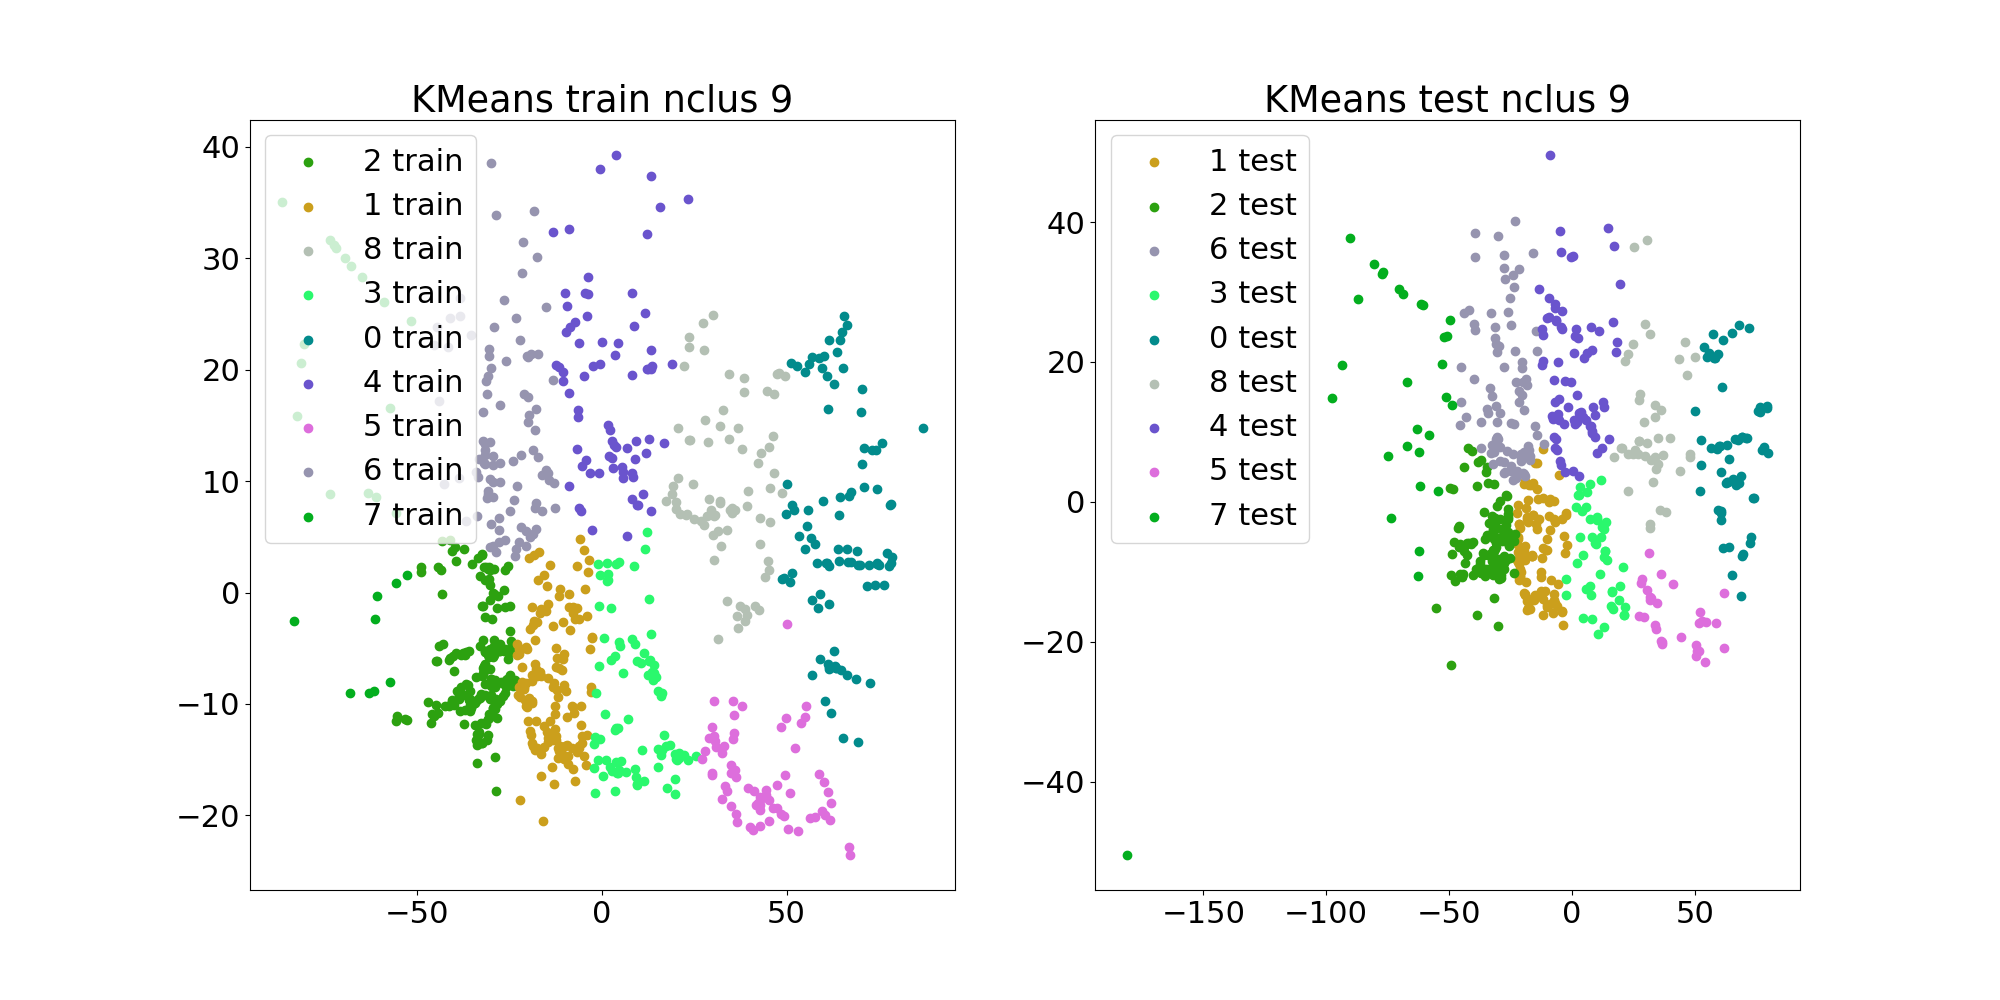 KMeans train nclus 9
40
30
20
10
0
−10
−20
−50
0
50
2 train
1 train
8 train
3 train
0 train
4 train
5 train
6 train
7 train
KMeans test nclus 9
40
20
0
−20
−40
−150
−100
−50
0
50
1 test
2 test
6 test
3 test
0 test
8 test
4 test
5 test
7 test